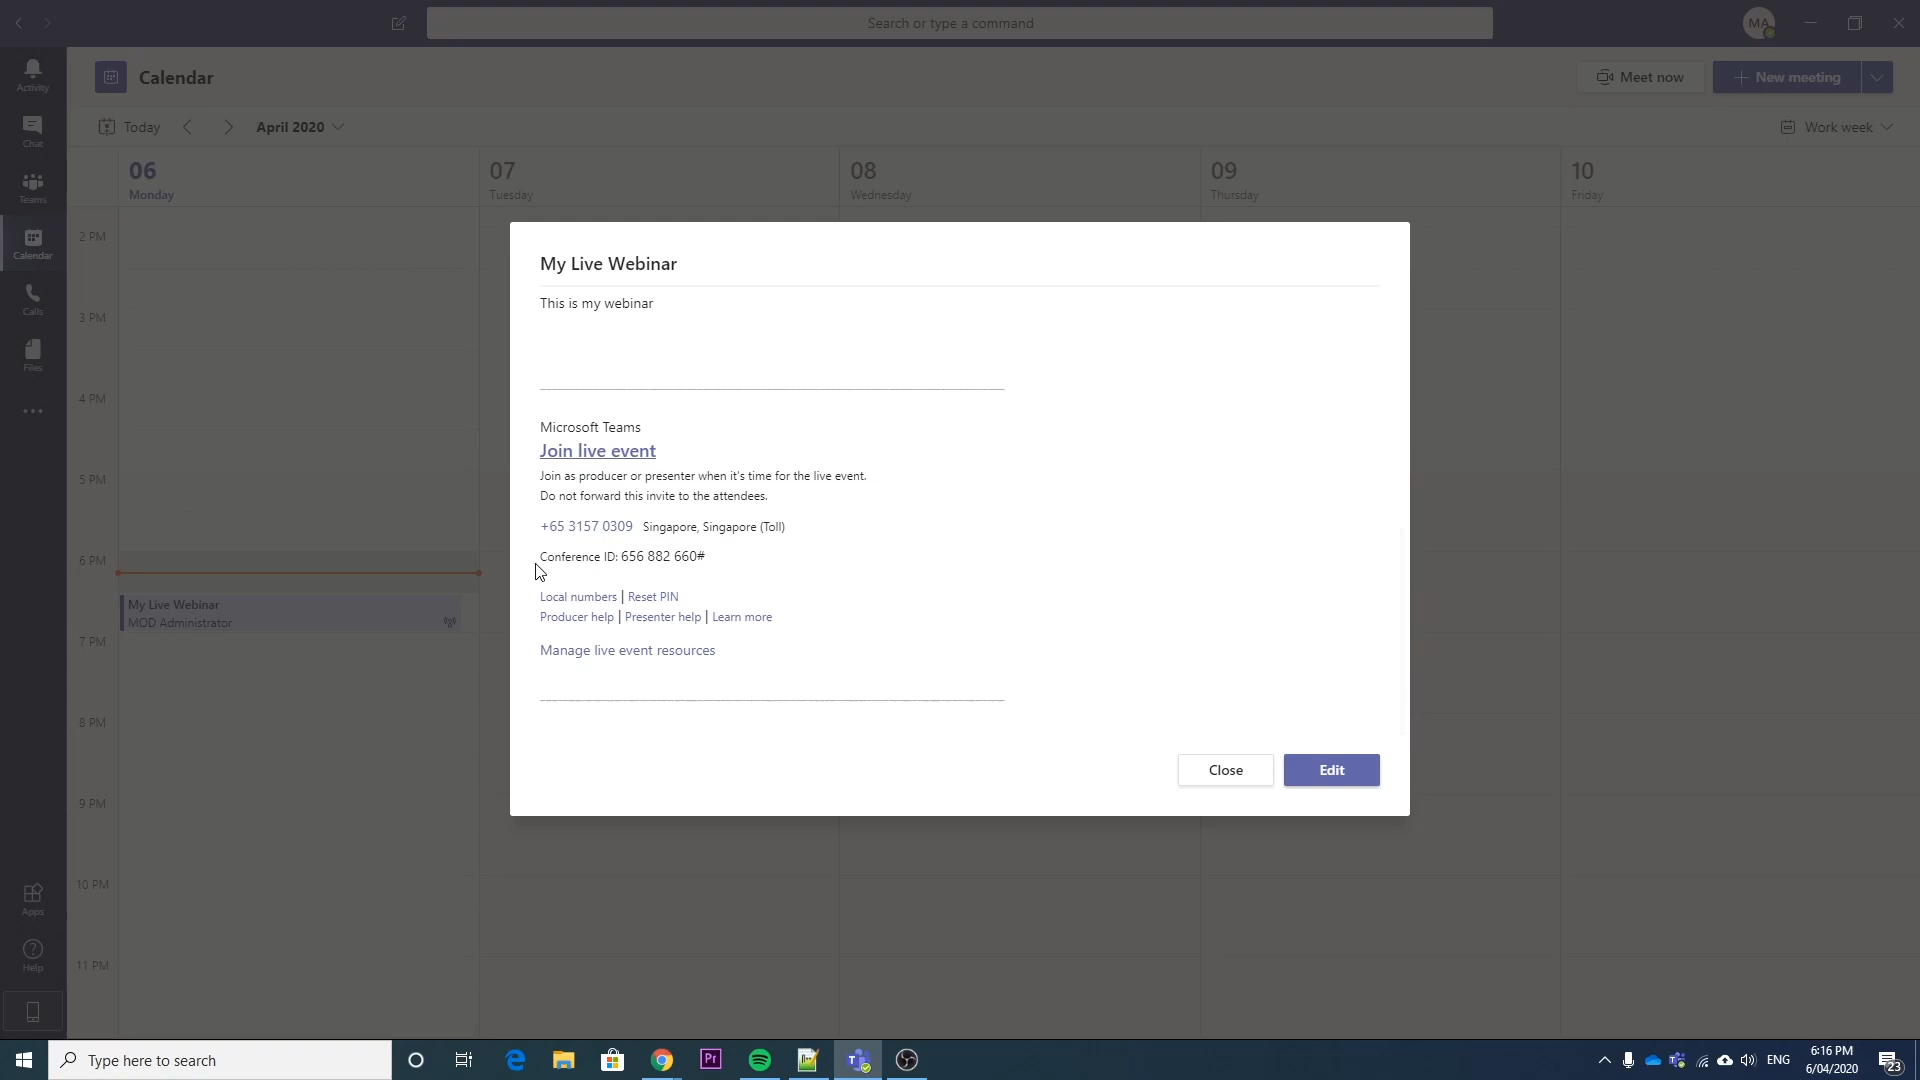 Search or type a command
MA
Activity
Chat
Teams
Calendar
Calls
Files
Apps
Help
Calendar
Meet now
New meeting
Today
April 2020
Work week
06
Monday
07
Tuesday
08
Wednesday
09
Thursday
10
Friday
2 PM
3 PM
4 PM
5 PM
6 PM
7 PM
8 PM
9 PM
10 PM
11 PM
My Live Webinar
MOD Administrator
My Live Webinar
This is my webinar
Microsoft Teams
Join live event
Join as producer or presenter when it's time for the live event.
Do not forward this invite to the attendees.
+65 3157 0309 Singapore, Singapore (Toll)
Conference ID: 656 882 660#
Local numbers | Reset PIN
Producer help | Presenter help | Learn more
Manage live event resources
Close
Edit
Type here to search
Pr
ENG
6:16 PM
6/04/2020
23